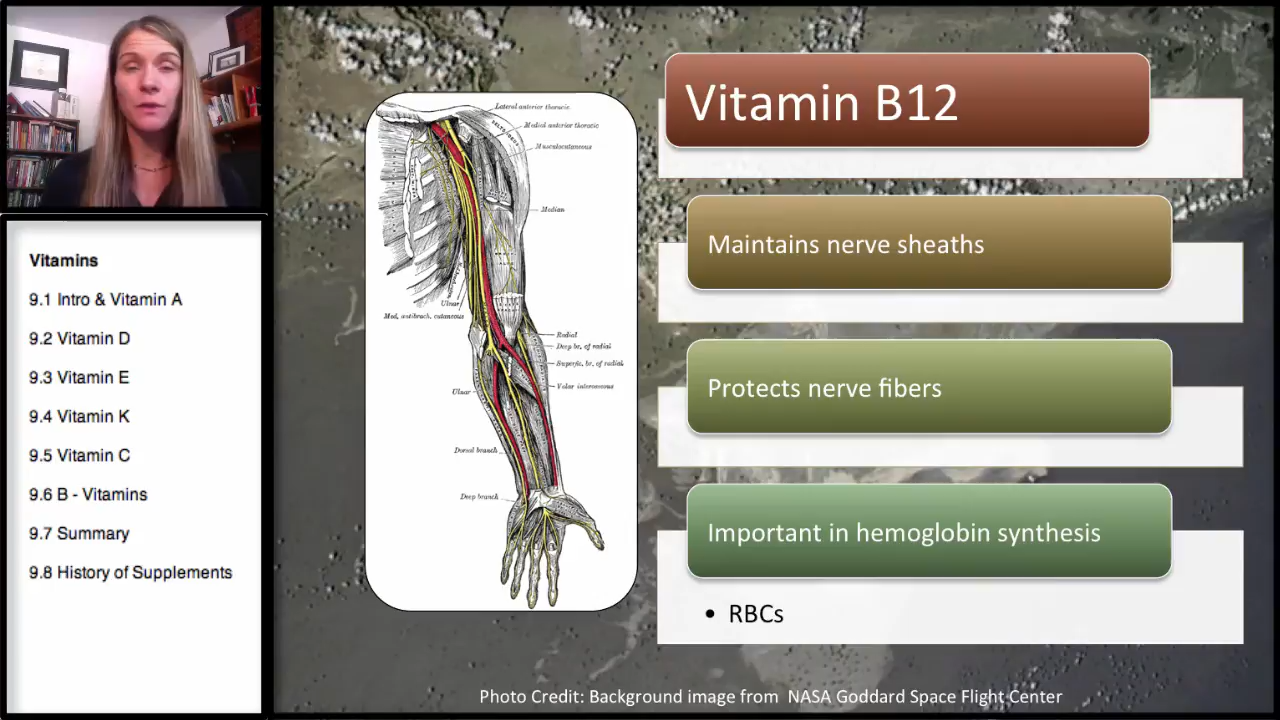 Vitamins
9.1 Intro & Vitamin A
9.2 Vitamin D
9.3 Vitamin E
9.4 Vitamin K
9.5 Vitamin C
9.6 B - Vitamins
9.7 Summary
9.8 History of Supplements
Lateral anterior thoracic
Medial anterior thoracic
Musculocutaneous
Median
Ulnar
Med. antibrach. cutaneous
Radial
Deep br. of radial
Superfic. br. of radial
Volar interosseous
Ulnar
Dorsal branch
Deep branch
Vitamin B12
Maintains nerve sheaths
Protects nerve fibers
Important in hemoglobin synthesis
• RBCs
Photo Credit: Background image from NASA Goddard Space Flight Center